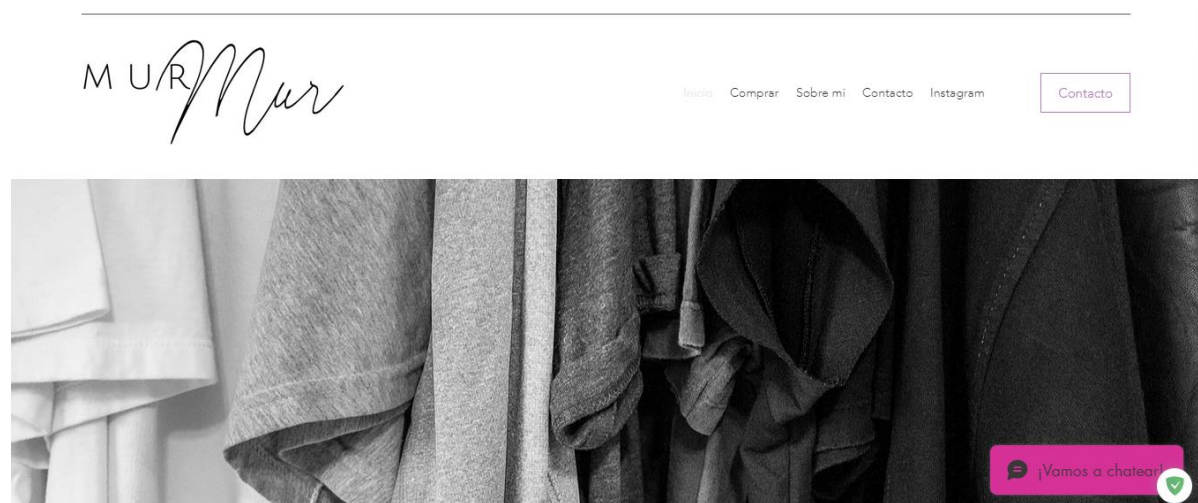 MUR Mur
Inicio Comprar Sobre mi Contacto Instagram Contacto
¡Vamos a chatear!